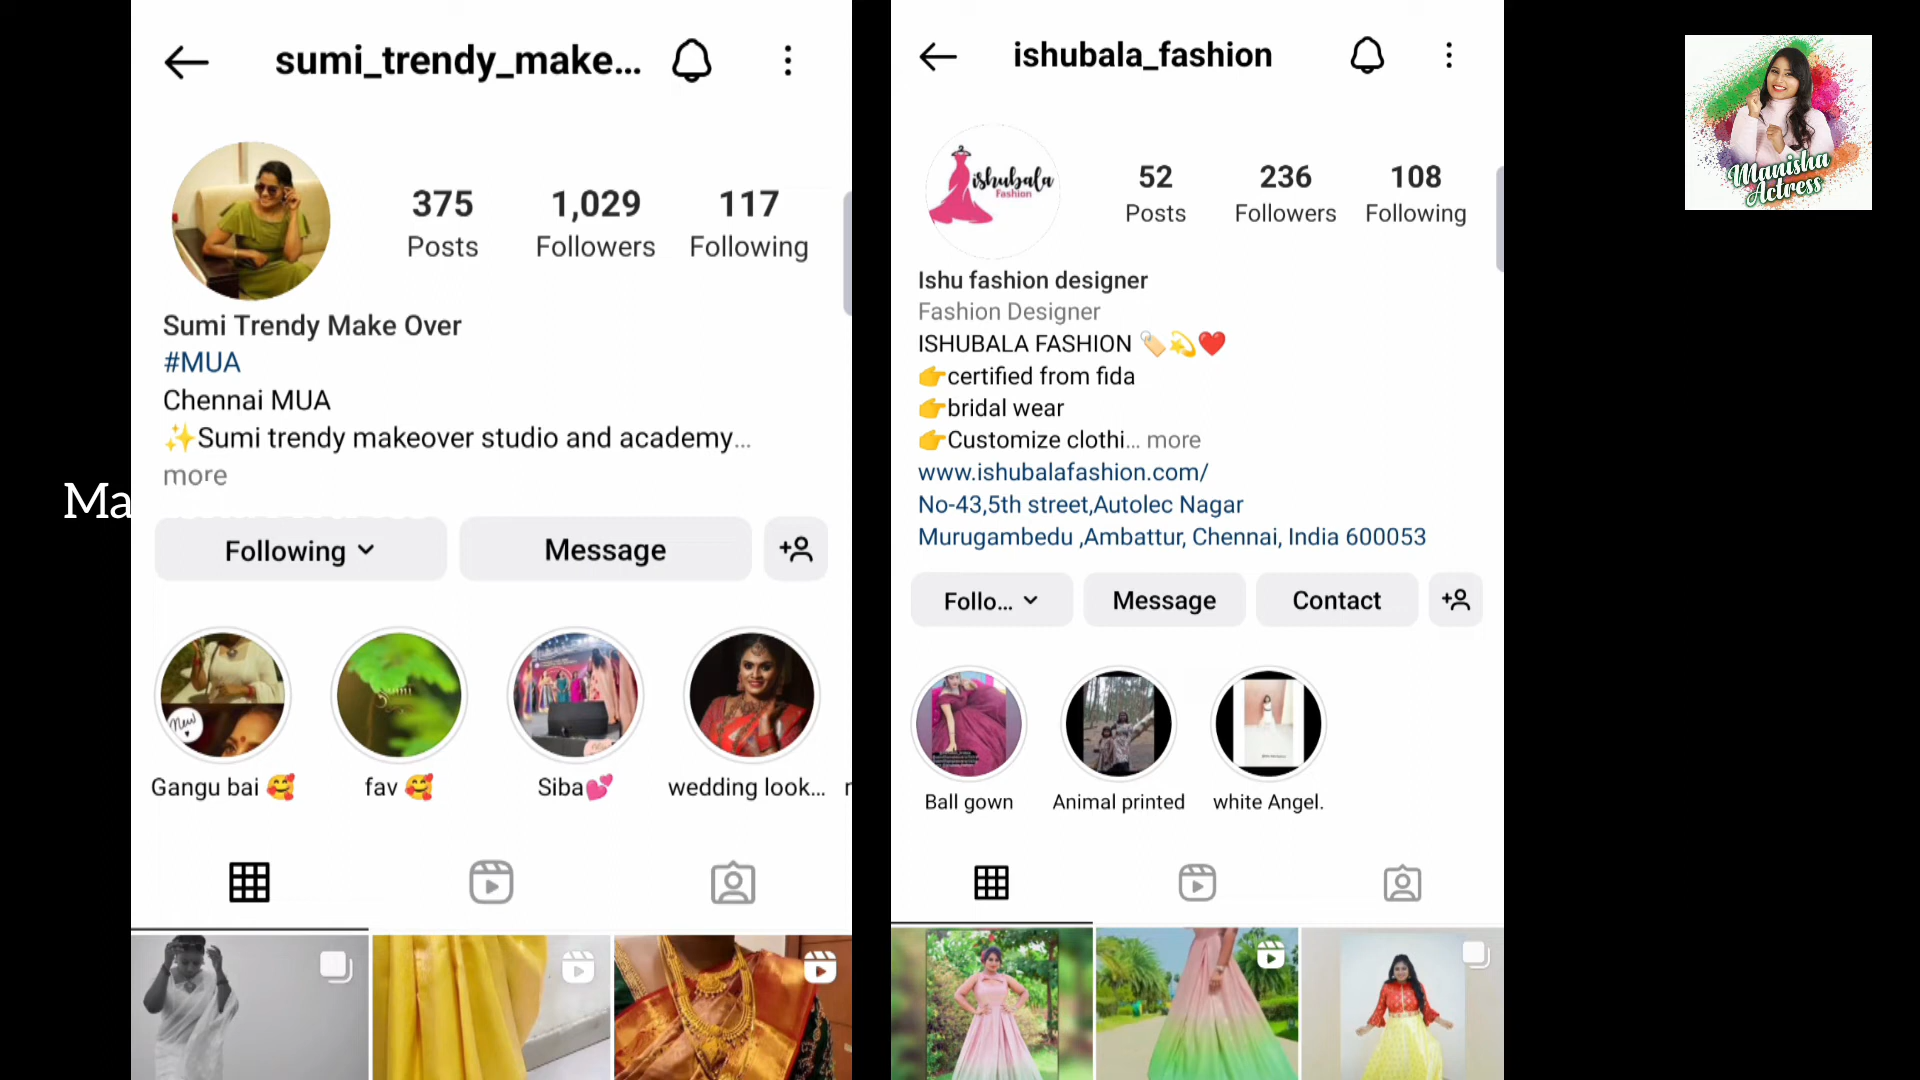 sumi_trendy_make...
375
1,029
117
Posts
Followers
Following
Sumi Trendy Make Over
#MUA
Chennai MUA
✨Sumi trendy makeover studio and academy...
more
Following
Message
New
Gangu bai 🥰
fav 🥰
Siba💕
wedding look...
Ma
ishubala_fashion
ishubala
Fashion
52
236
108
Posts
Followers
Following
Ishu fashion designer
Fashion Designer
ISHUBALA FASHION 🏷️💫❤️
👉certified from fida
👉bridal wear
👉Customize clothi... more
www.ishubalafashion.com/
No-43,5th street,Autolec Nagar
Murugambedu ,Ambattur, Chennai, India 600053
Follo...
Message
Contact
Ball gown
Animal printed
white Angel.
Manisha
Actress